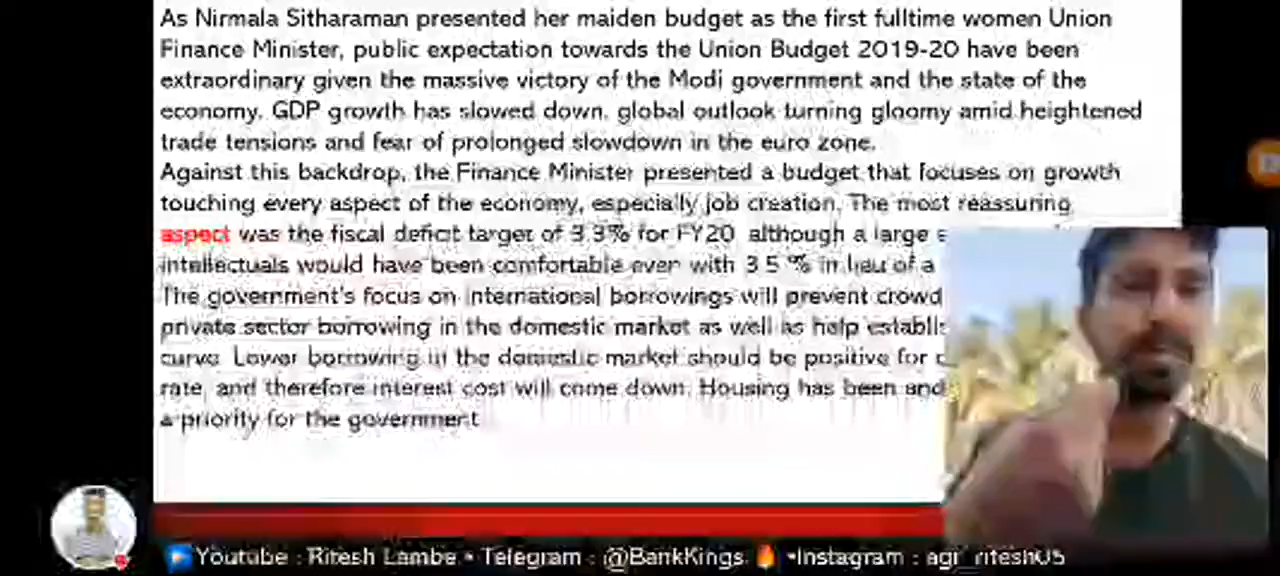 As Nirmala Sitharaman presented her maiden budget as the first fulltime women Union
Finance Minister, public expectation towards the Union Budget 2019-20 have been
extraordinary given the massive victory of the Modi government and the state of the
economy. GDP growth has slowed down, global outlook turning gloomy amid heightened
trade tensions and fear of prolonged slowdown in the euro zone.
Against this backdrop, the Finance Minister presented a budget that focuses on growth
touching every aspect of the economy, especially job creation. The most reassuring
aspect was the fiscal deficit target of 3.3% for FY20 although a large
intellectuals would have been comfortable even with 3.5 % in lieu of a
The government's focus on international borrowings will prevent crowd
private sector borrowing in the domestic market as well as help
curve. Lower borrowing in the domestic market should be positive for
rate, and therefore interest cost will come down. Housing has been and
a priority for the government
Youtube : Ritesh Lambe • Telegram : @BankKings 🔥 •Instagram : agri_ritesh05